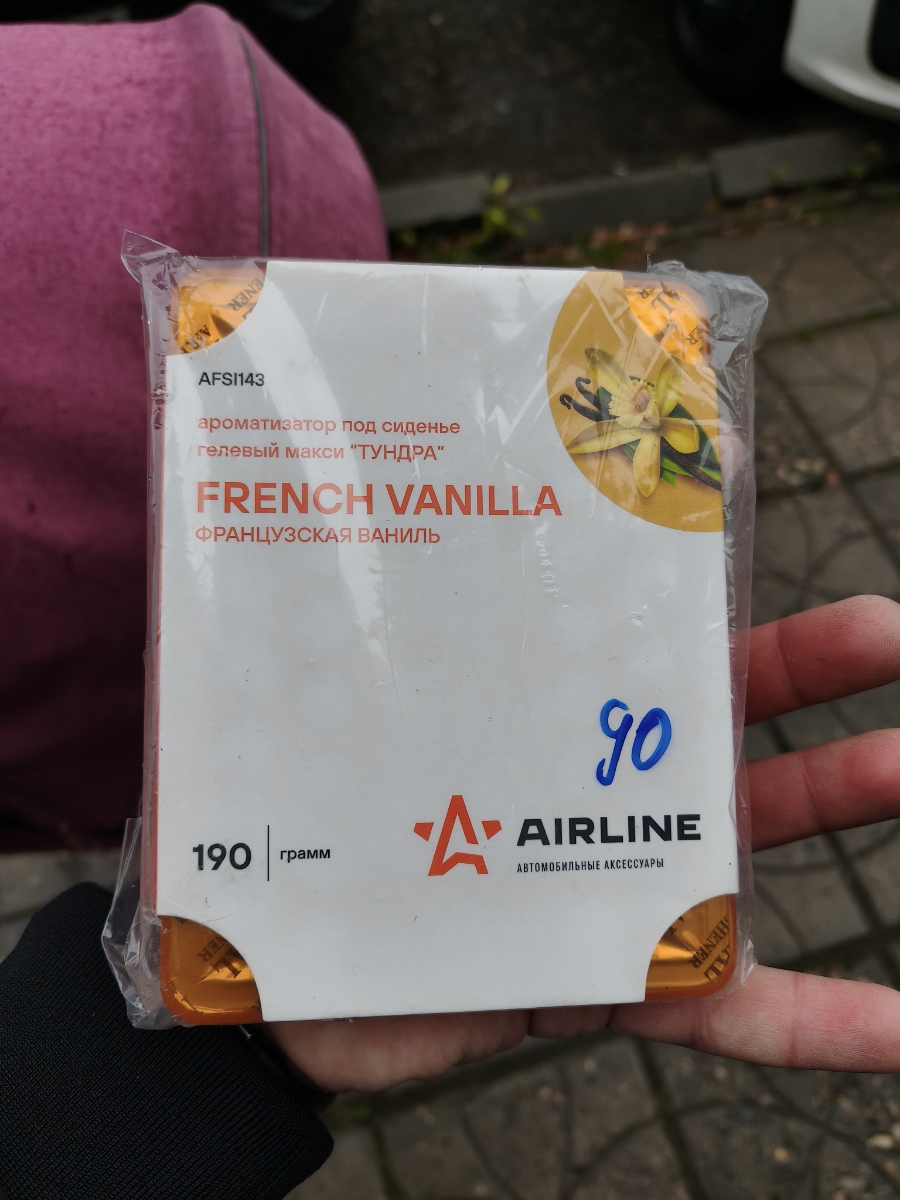 AFSI143
ароматизатор под сиденье
гелевый макси "ТУНДРА"
FRENCH VANILLA
ФРАНЦУЗСКАЯ ВАНИЛЬ
90
190 | грамм
AIRLINE
АВТОМОБИЛЬНЫЕ АКСЕССУАРЫ